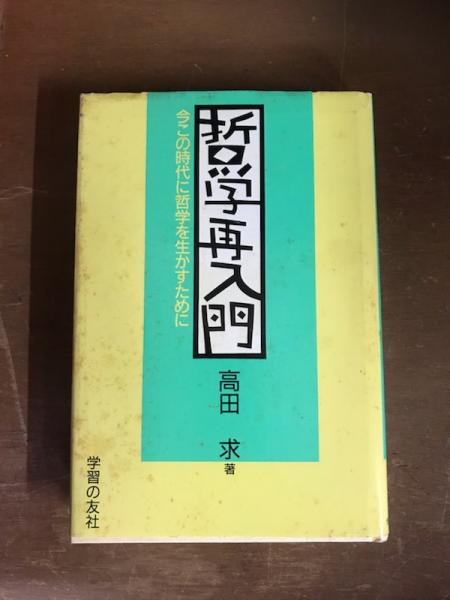 哲学再入門
今この時代に哲学を生かすために
高田 求
著
学習の友社